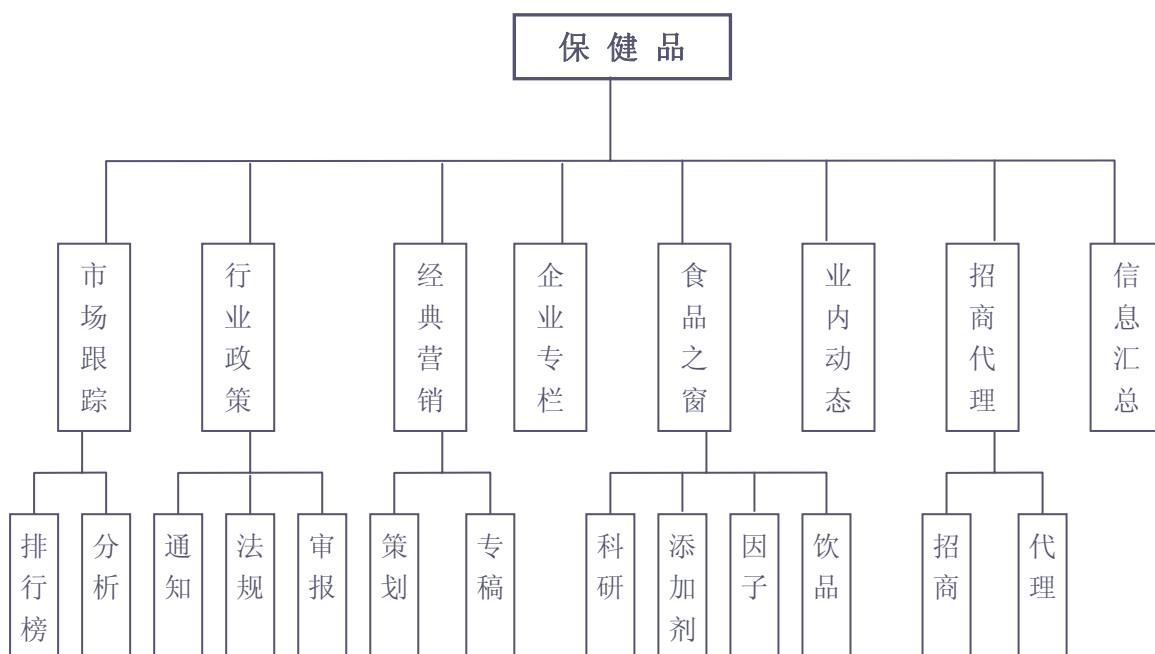 保健品
市场跟踪
行业政策
经典营销
企业专栏
食品之窗
业内动态
招商代理
信息汇总
排行榜
分析
通知
法规
审报
策划
专稿
科研
添加剂
因子
饮品
招商
代理